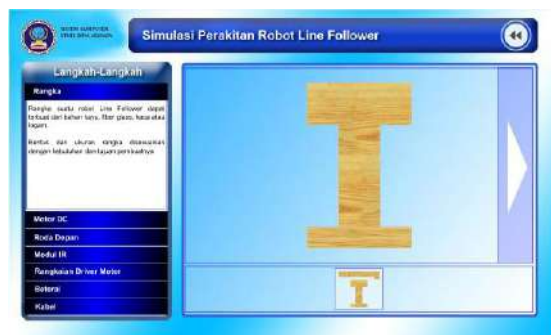 Simulasi Perakitan Robot Line Follower
Langkah-Langkah
Rangka
Rangka suatu robot Line Follower dapat
terbuat dari bahan kayu, fiber glass, kaca atau
logam.
Bentuk dan ukuran rangka disesuaikan
dengan kebutuhan dan tujuan pembuatnya
Motor DC
Roda Depan
Modul IR
Rangkaian Driver Motor
Baterai
Kabel